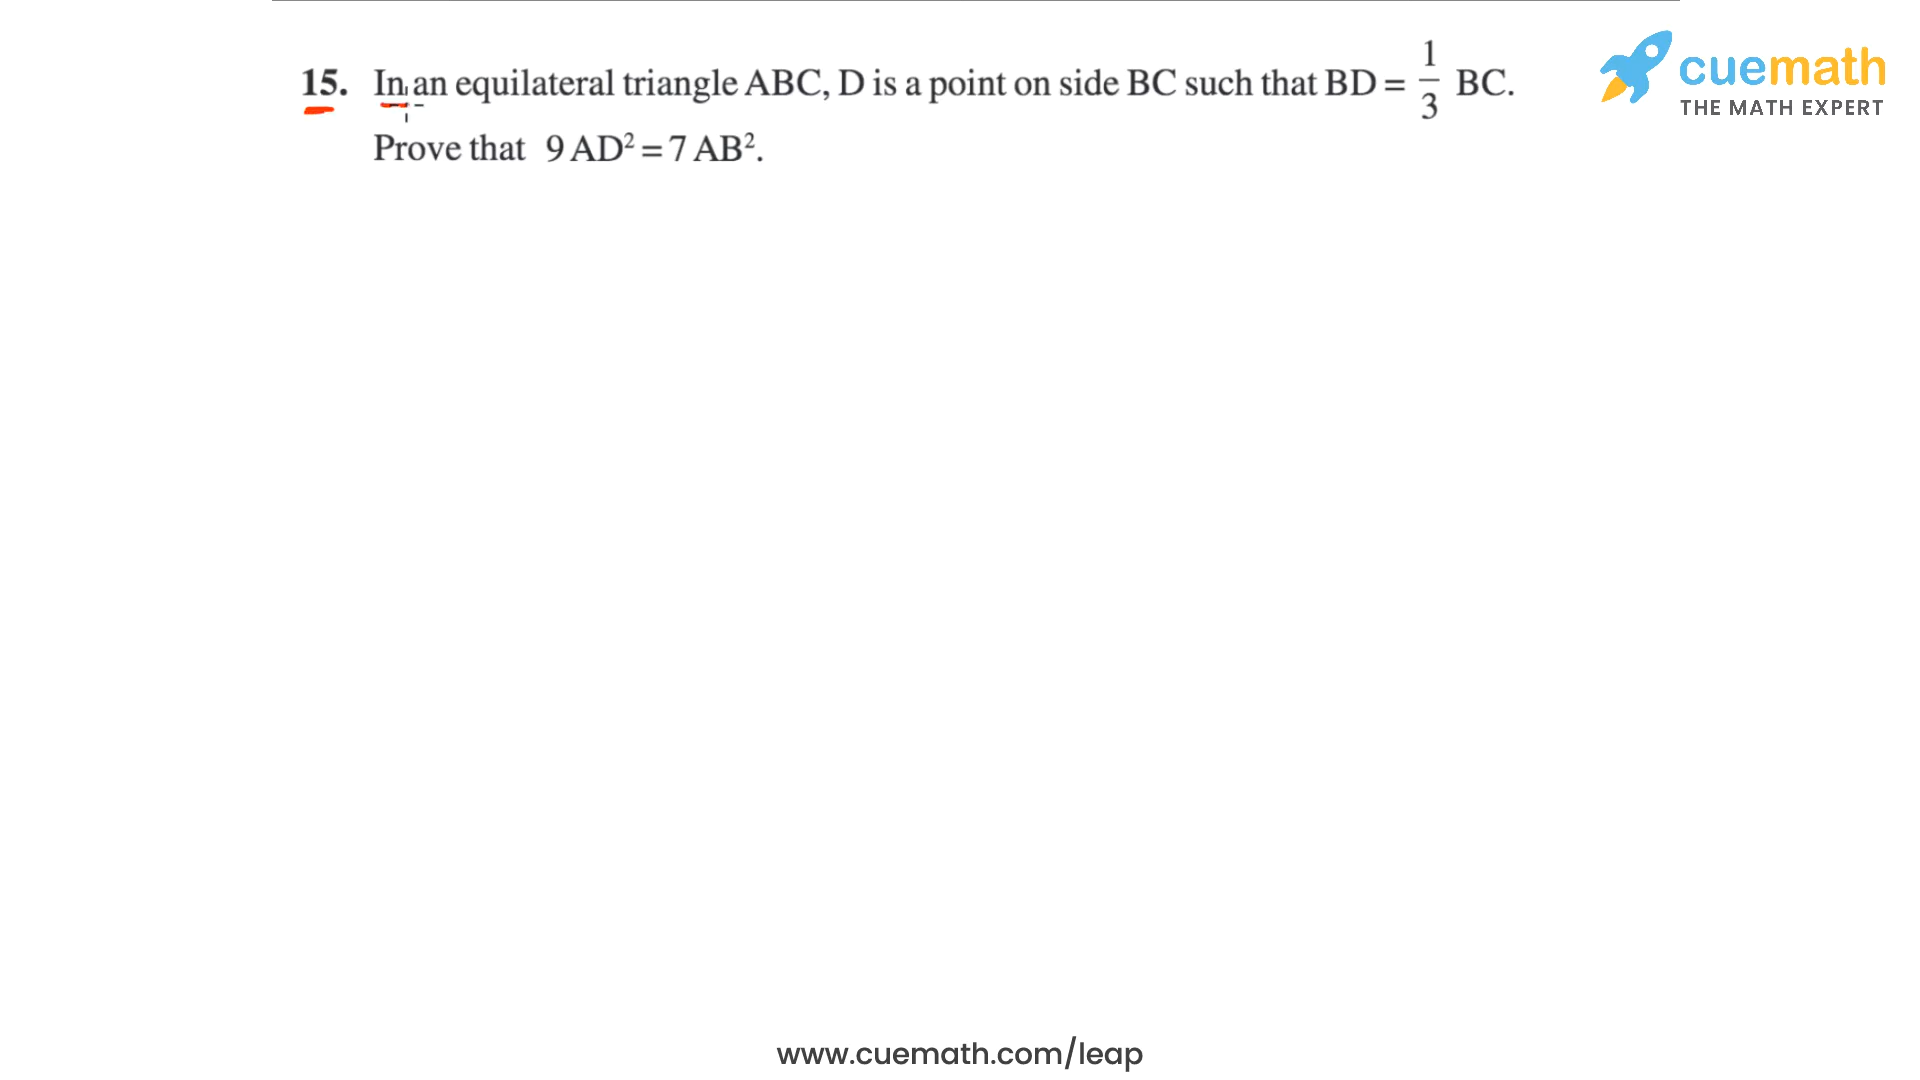 15. In an equilateral triangle ABC, D is a point on side BC such that BD = 1/3 BC.
Prove that 9 AD² = 7 AB².
cuemath
THE MATH EXPERT
www.cuemath.com/leap